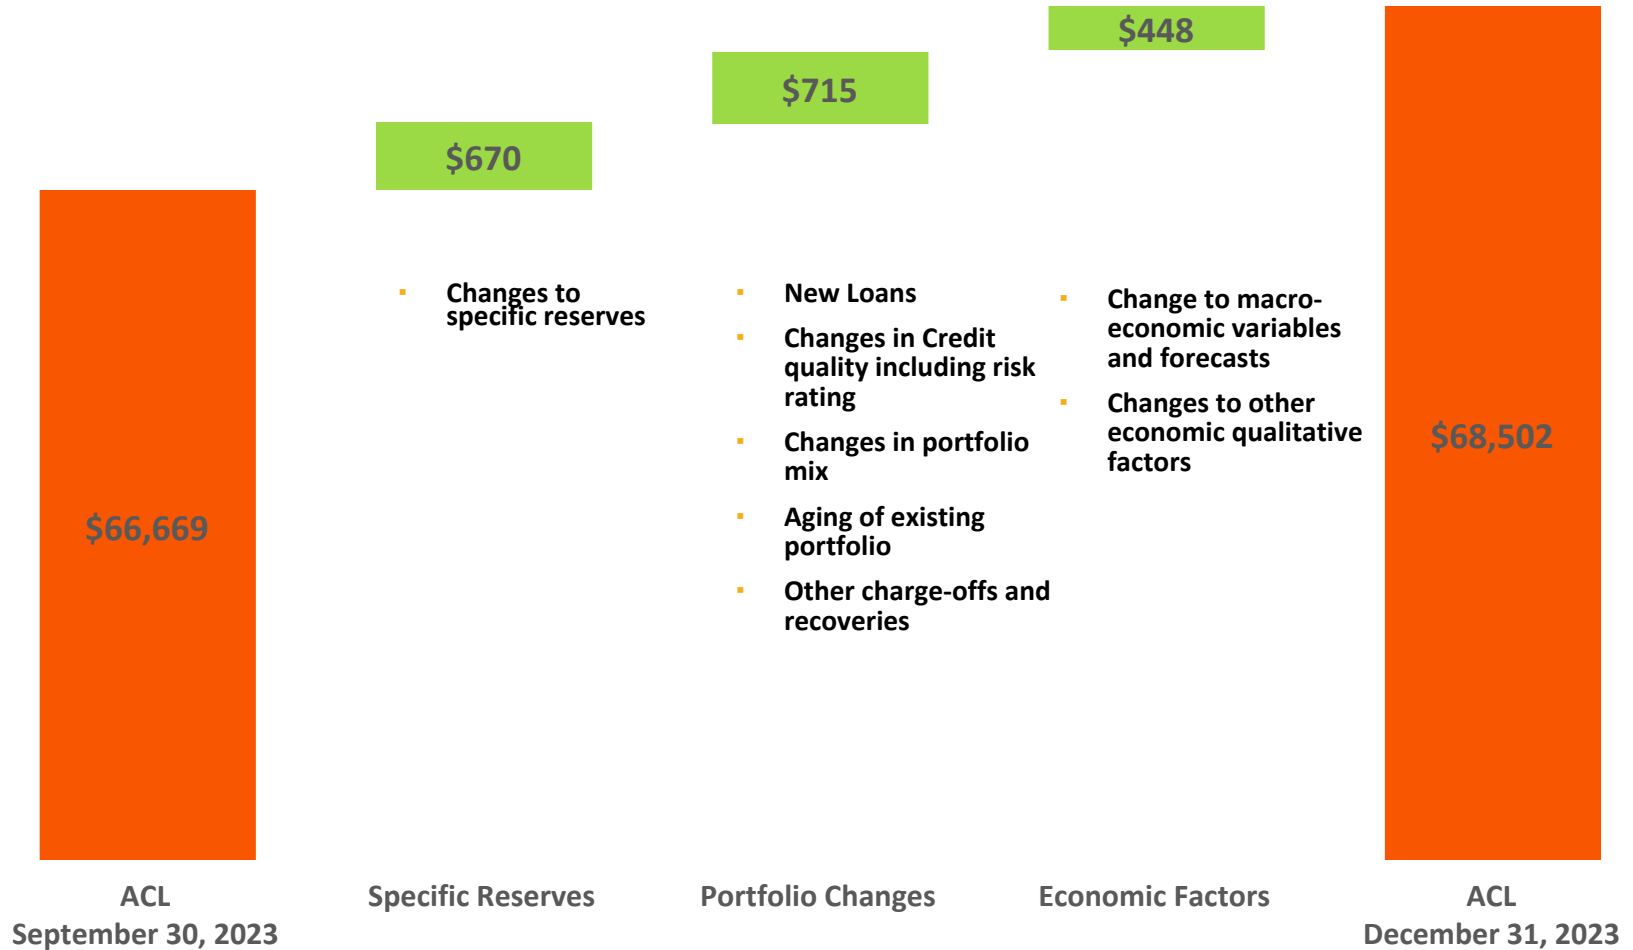 $448
$715
$670
$66,669
$68,502
▪ Changes to
specific reserves
▪ New Loans
▪ Changes in Credit
quality including risk
rating
▪ Changes in portfolio
mix
▪ Aging of existing
portfolio
▪ Other charge-offs and
recoveries
▪ Change to macro-
economic variables
and forecasts
▪ Changes to other
economic qualitative
factors
ACL
September 30, 2023
Specific Reserves
Portfolio Changes
Economic Factors
ACL
December 31, 2023